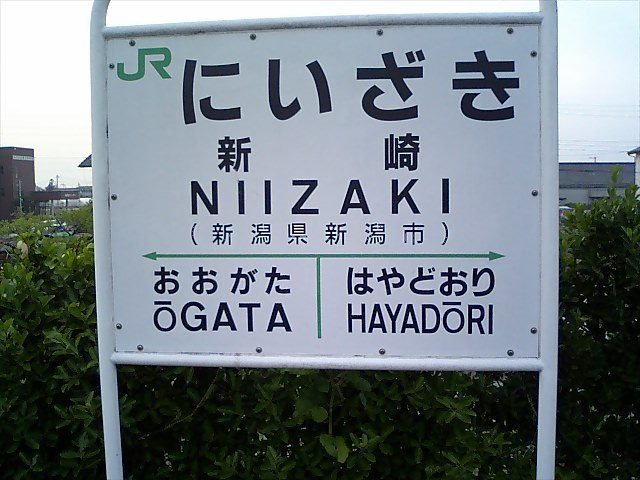 JR にいざき
新崎
NIIZAKI
(新潟県新潟市)
おおがた はやどおり
ŌGATA HAYADŌRI